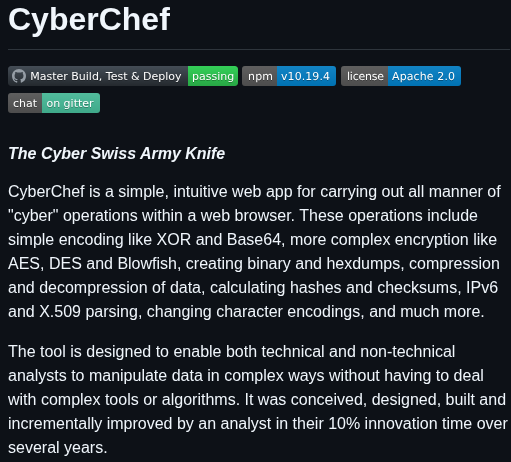 CyberChef
Master Build, Test & Deploy passing npm v10.19.4 license Apache 2.0
chat on gitter
The Cyber Swiss Army Knife
CyberChef is a simple, intuitive web app for carrying out all manner of
"cyber" operations within a web browser. These operations include
simple encoding like XOR and Base64, more complex encryption like
AES, DES and Blowfish, creating binary and hexdumps, compression
and decompression of data, calculating hashes and checksums, IPv6
and X.509 parsing, changing character encodings, and much more.
The tool is designed to enable both technical and non-technical
analysts to manipulate data in complex ways without having to deal
with complex tools or algorithms. It was conceived, designed, built and
incrementally improved by an analyst in their 10% innovation time over
several years.